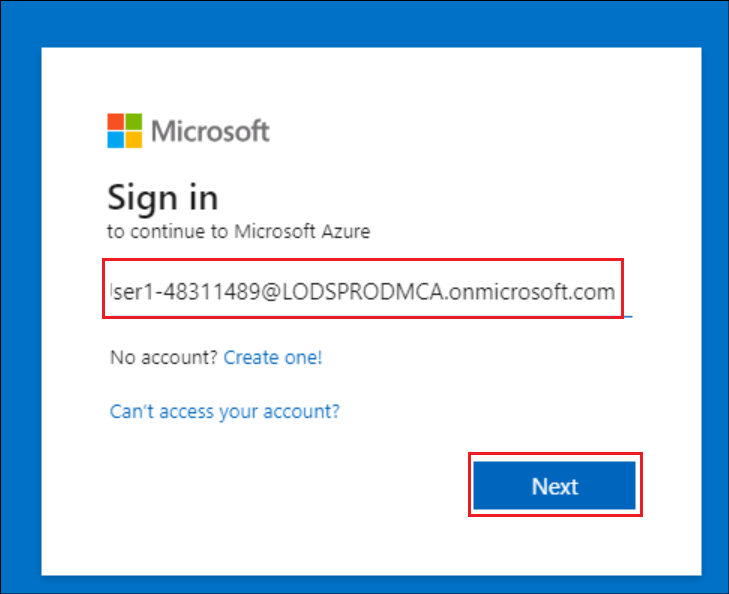 Microsoft
Sign in
to continue to Microsoft Azure
ser1-48311489@LODSPRODMCA.onmicrosoft.com
No account? Create one!
Can't access your account?
Next